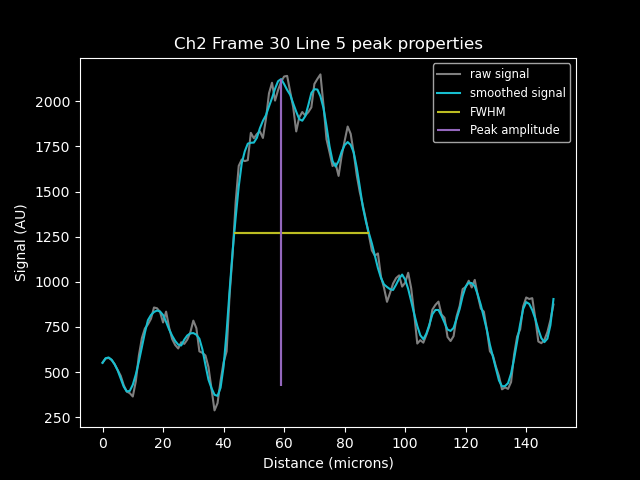 Ch2 Frame 30 Line 5 peak properties
raw signal
smoothed signal
FWHM
Peak amplitude
Signal (AU)
2000
1750
1500
1250
1000
750
500
250
0 20 40 60 80 100 120 140
Distance (microns)